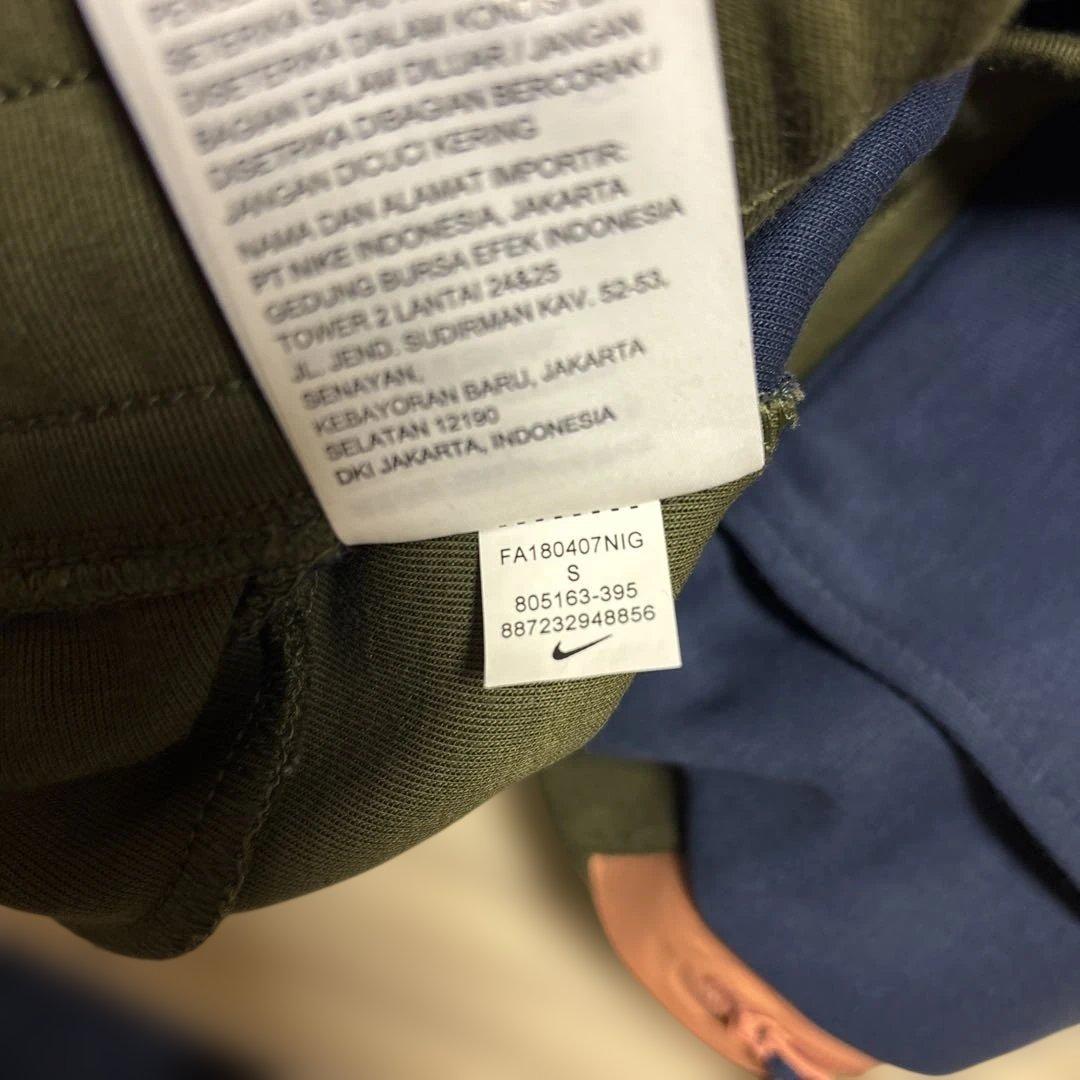 SETERIKA DALAM KONDISI
DISETERIKA DALAM
BAGIAN DALAM DILUAR / JANGAN
DISETRIKA DIBAGIAN BERCORAK /
JANGAN DICUCI KERING
NAMA DAN ALAMAT IMPORTIR:
PT NIKE INDONESIA, JAKARTA
GEDUNG BURSA EFEK INDONESIA
TOWER 2 LANTAI 24&25
JL. JEND. SUDIRMAN KAV. 52-53,
SENAYAN,
KEBAYORAN BARU, JAKARTA
SELATAN 12190
DKI JAKARTA, INDONESIA
FA180407NIG
S
805163-395
887232948856